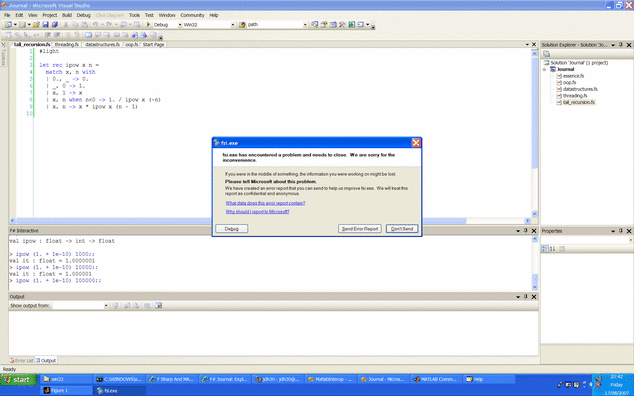 Journal - Microsoft Visual Studio
File Edit View Project Build Debug Class Diagram Tools Test Window Community Help
Debug Win32 path
tail_recursion.fs threading.fs datastructures.fs oop.fs Start Page
Toolbox
1 #light
2
3 let rec ipow x n =
4 match x, n with
5 | 0., _ -> 0.
6 | _, 0 -> 1.
7 | x, 1 -> x
8 | x, n when n<0 -> 1. / ipow x (-n)
9 | x, n -> x * ipow x (n - 1)
10
Solution Explorer - Solution 'Jo...
Solution 'Journal' (1 project)
Journal
essence.fs
oop.fs
datastructures.fs
threading.fs
tail_recursion.fs
fsi.exe
fsi.exe has encountered a problem and needs to close. We are sorry for the
inconvenience.
If you were in the middle of something, the information you were working on might be lost.
Please tell Microsoft about this problem.
We have created an error report that you can send to help us improve fsi.exe. We will treat this
report as confidential and anonymous.
What data does this error report contain?
Why should I report to Microsoft?
Debug Send Error Report Don't Send
F# Interactive
val ipow : float -> int -> float
> ipow (1. + 1e-10) 1000;;
val it : float = 1.0000001
> ipow (1. + 1e-10) 10000;;
val it : float = 1.000001
> ipow (1. + 1e-10) 100000;;
Properties
Output
Show output from:
Error List Output
Ready
start win32 C:\WINDOWS\s... F Sharp And MA... F# Journal: Expl... jdh30 - jdh30@... MatlabInterop - ... Journal - Micros... MATLAB Comm... Help
Figure 1 fsi.exe
20:42
Friday
17/08/2007